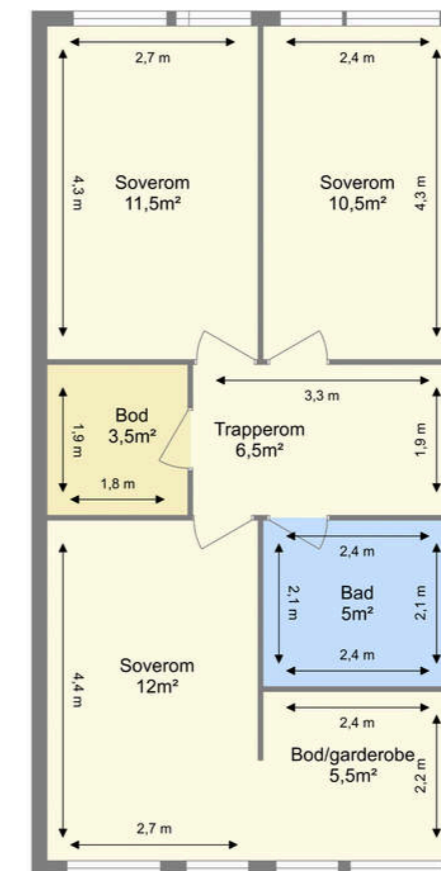 2,7 m
2,4 m
4,3 m
Soverom
11,5m²
Soverom
10,5m²
4,3 m
3,3 m
Bod
3,5m²
1,9 m
1,8 m
Trapperom
6,5m²
1,9 m
2,4 m
2,1 m
Bad
5m²
2,1 m
2,4 m
Soverom
12m²
4,4 m
2,4 m
Bod/garderobe
5,5m²
2,2 m
2,7 m